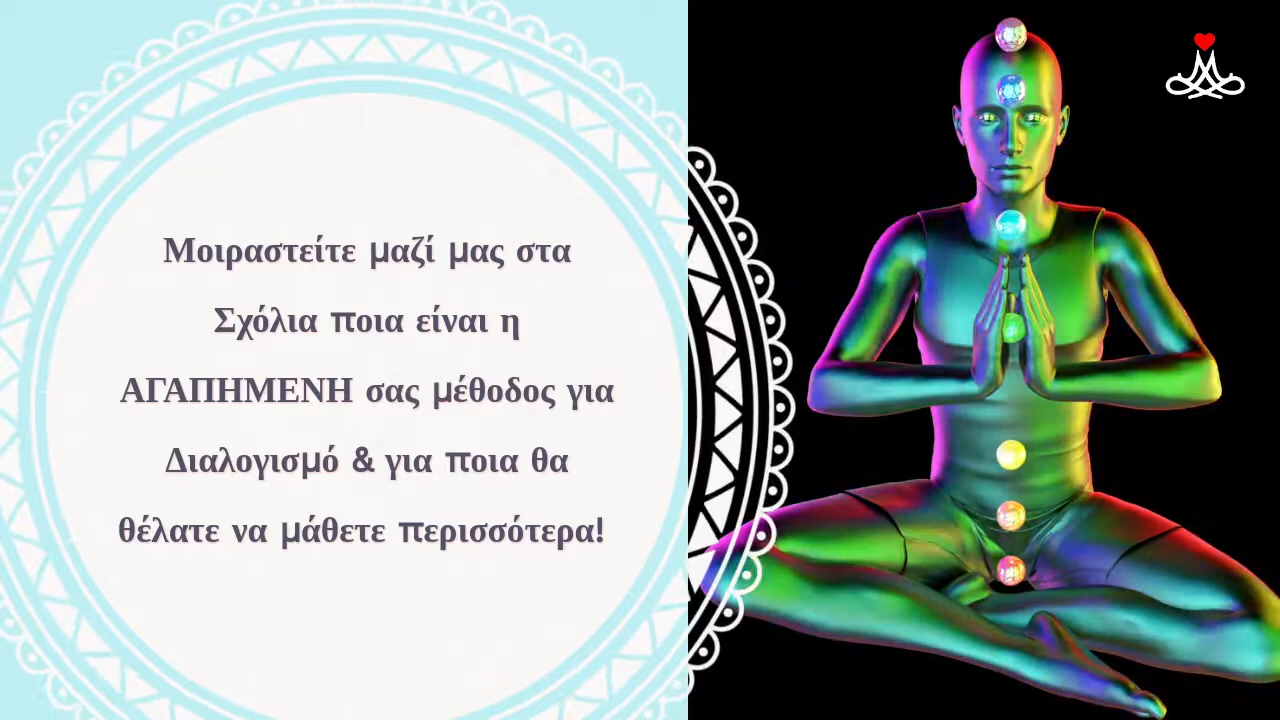 Μοιραστείτε μαζί μας στα
Σχόλια ποια είναι η
ΑΓΑΠΗΜΕΝΗ σας μέθοδος για
Διαλογισμό & για ποια θα
θέλατε να μάθετε περισσότερα!